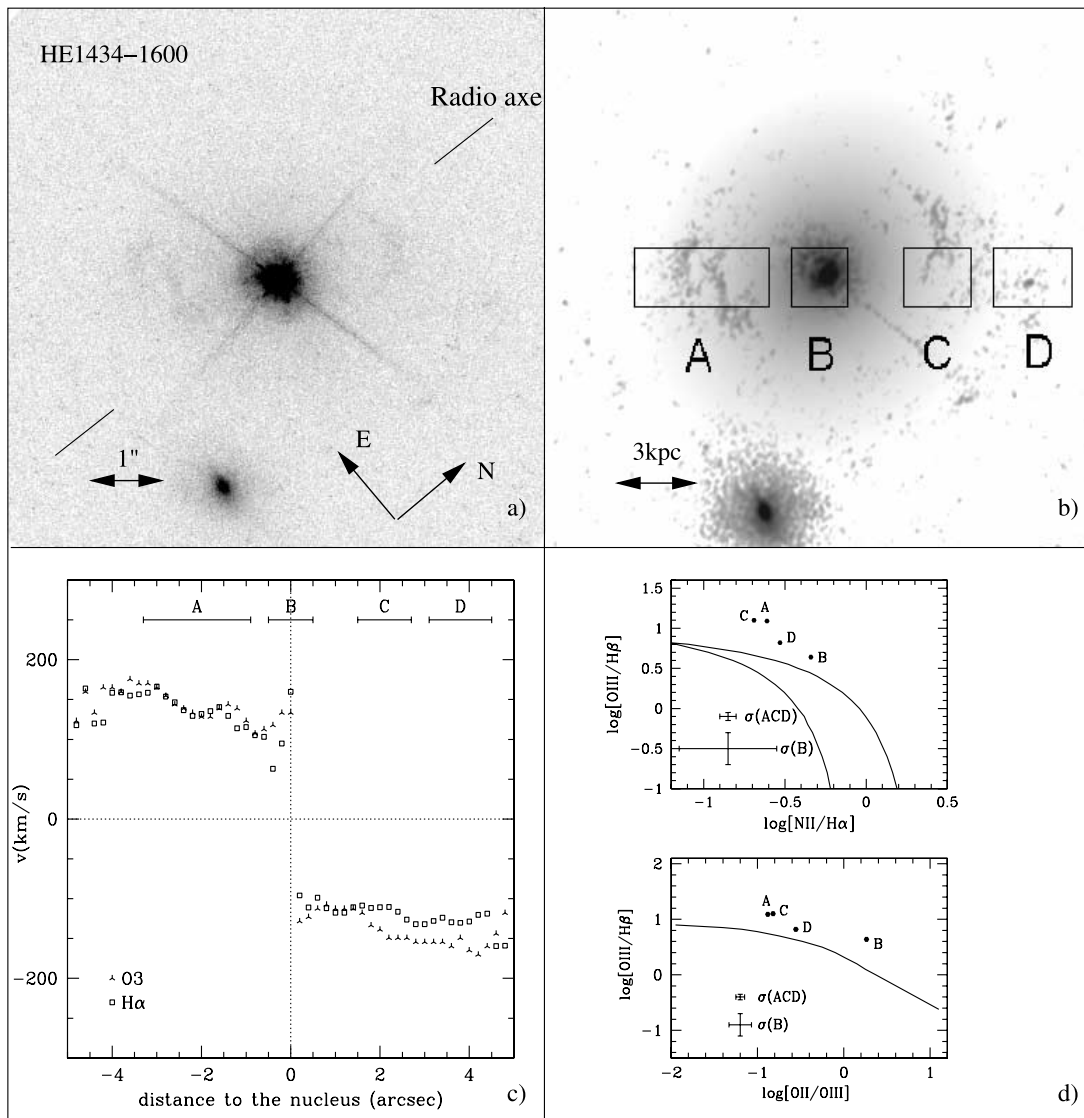 HE1434−1600
Radio axe
E
N
1"
a)
A
B
C
D
3kpc
b)
A B C D
200
0
−200
v(km/s)
O3
Hα
−4 −2 0 2 4
distance to the nucleus (arcsec)
c)
1.5
1
0.5
0
−0.5
−1
log[OIII/Hβ]
C
A
D
B
σ(ACD)
σ(B)
−1 −0.5 0 0.5
log[NII/Hα]
2
1
0
−1
log[OIII/Hβ]
A
C
D
B
σ(ACD)
σ(B)
−2 −1 0 1
log[OII/OIII]
d)